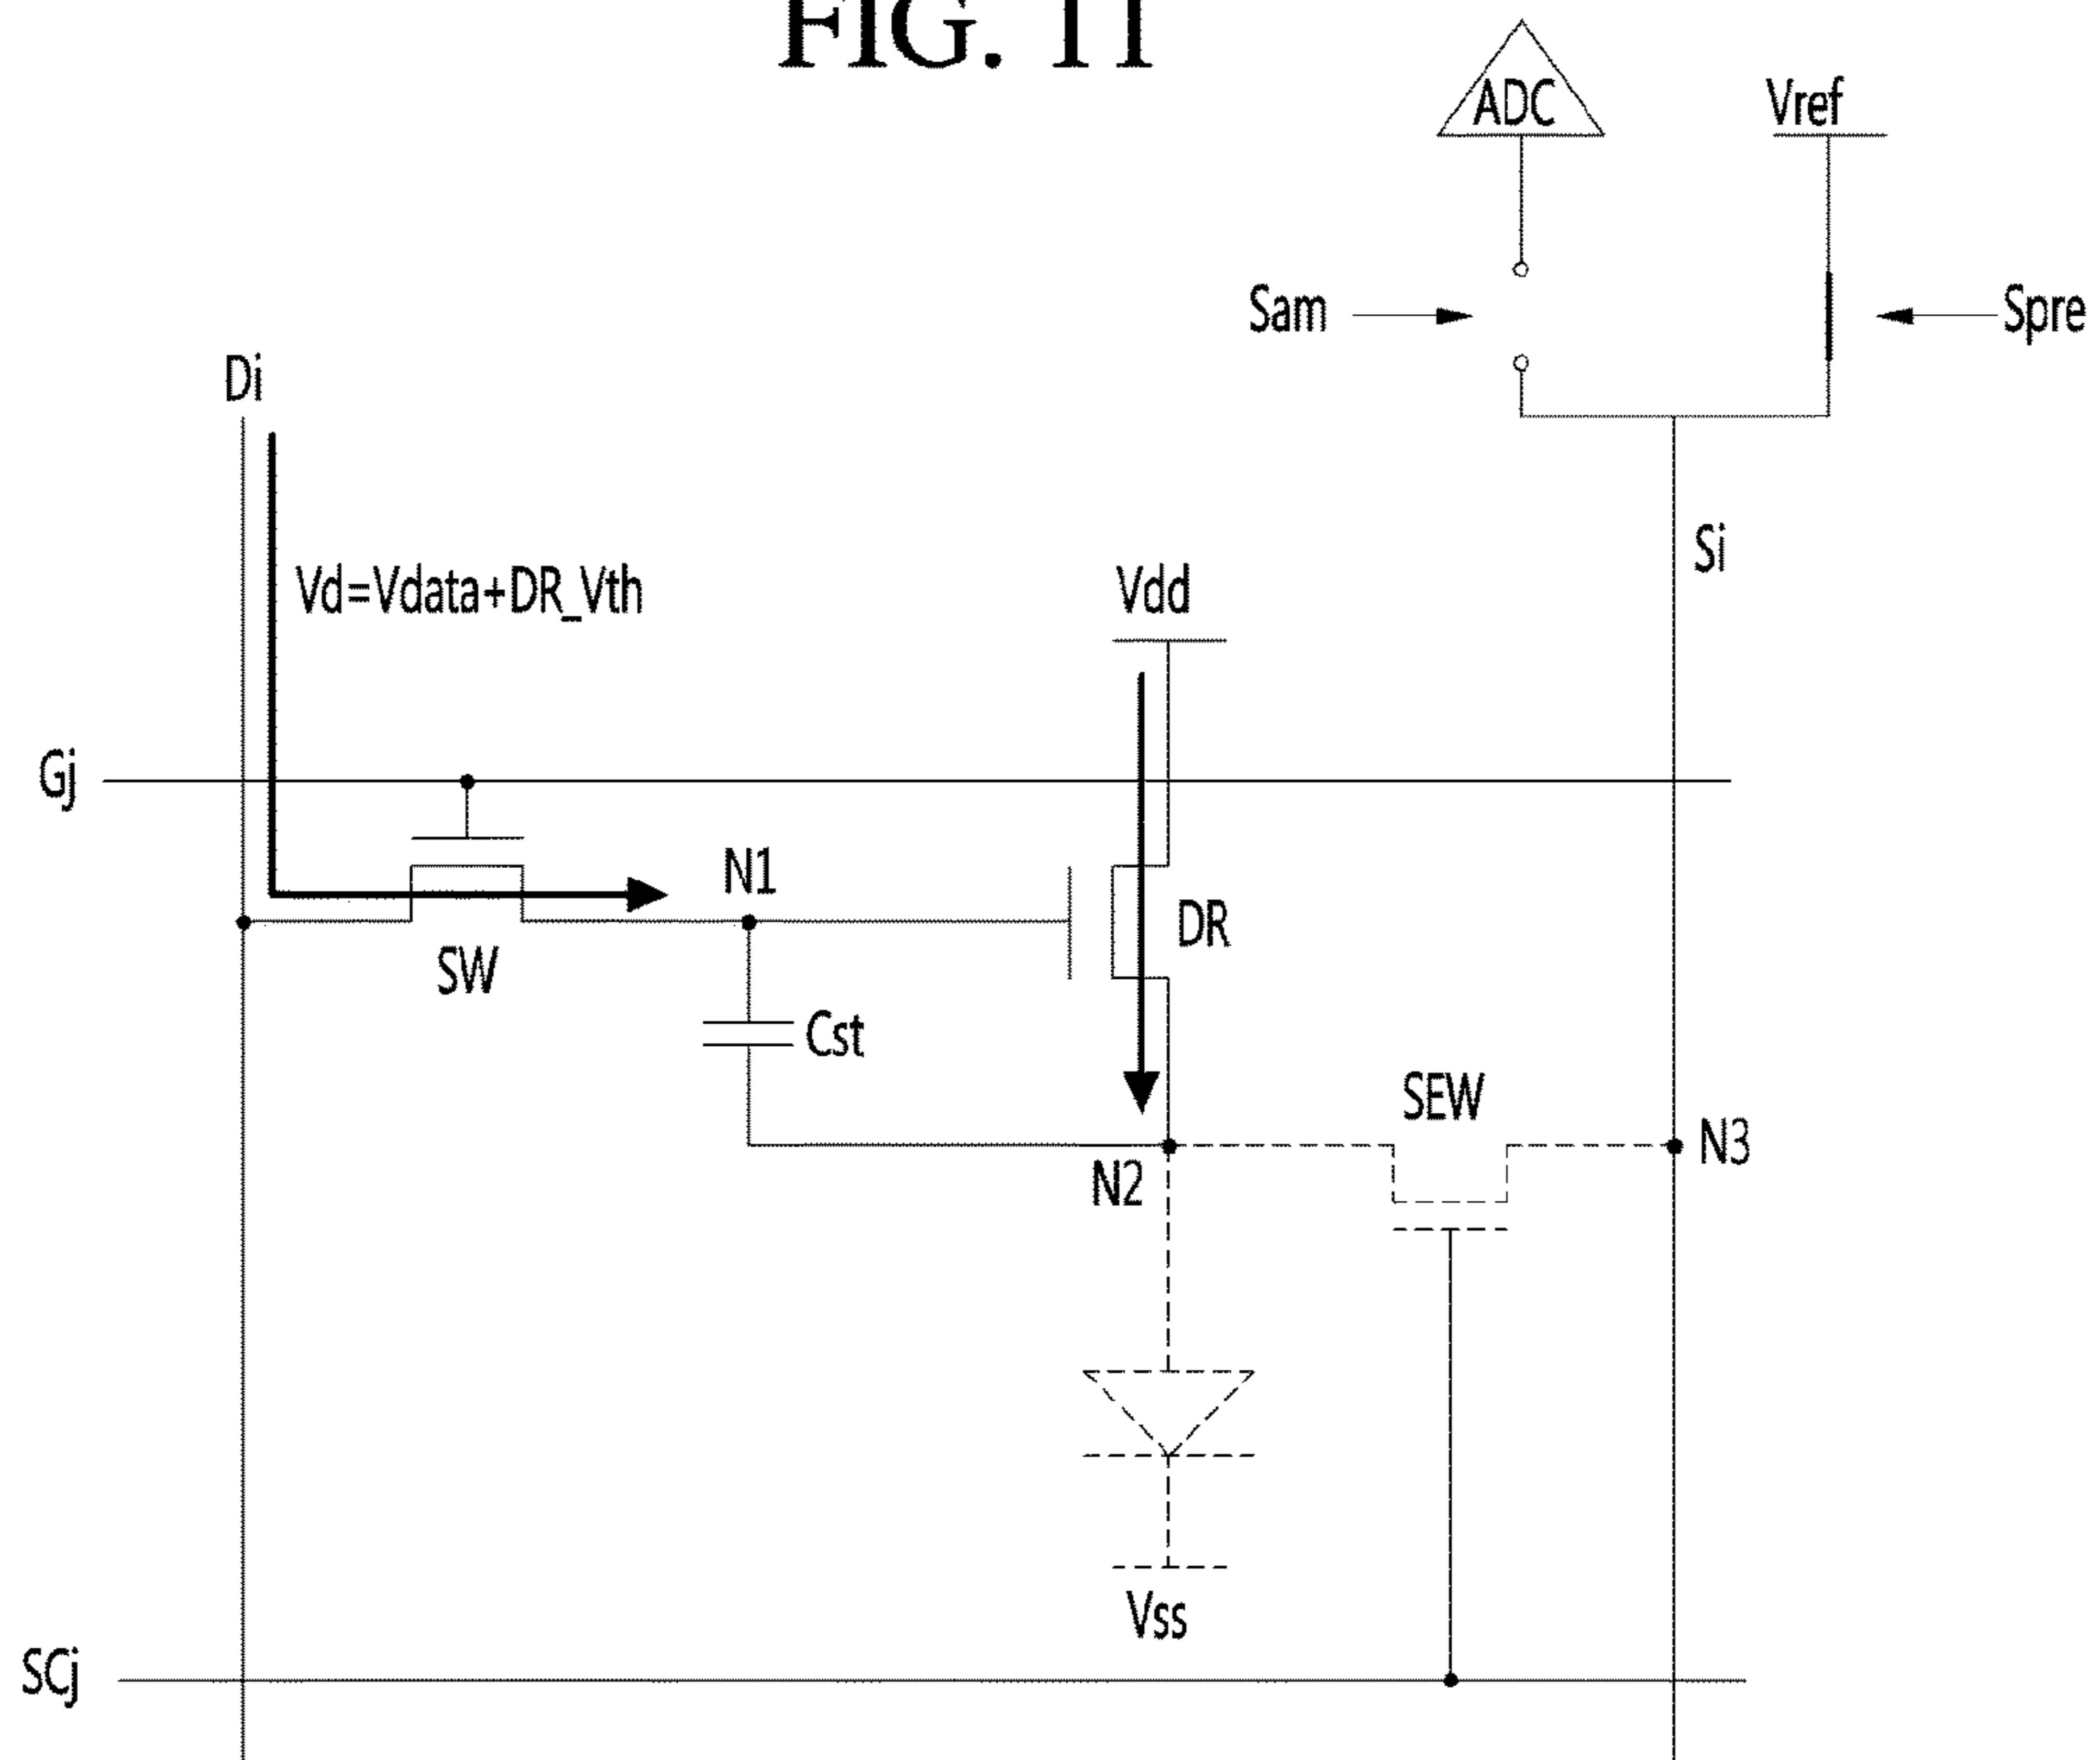 FIG. 11
ADC
Vref
Sam
Spre
Di
Si
Vd=Vdata+DR_Vth
Vdd
Gj
N1
DR
SW
Cst
SEW
N3
N2
Vss
SCj